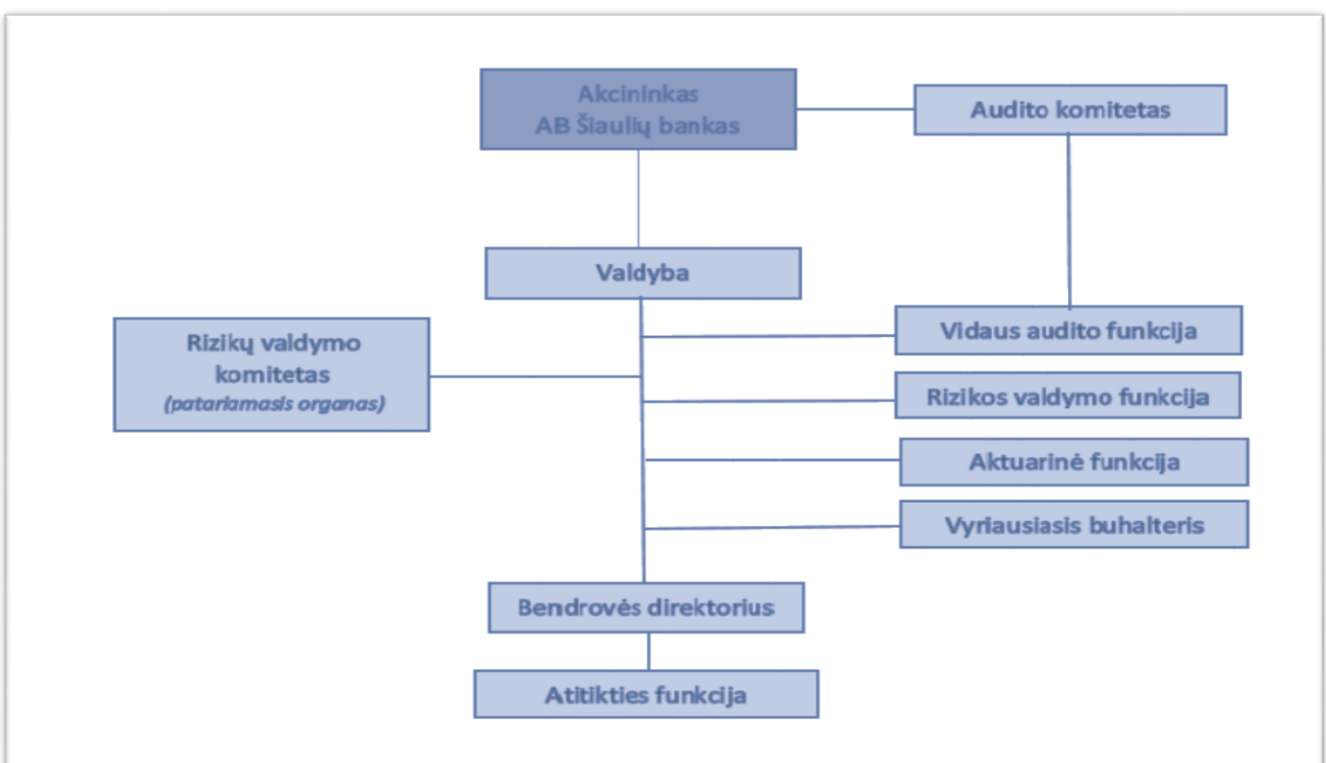 Akcininkas
AB Šiaulių bankas
Audito komitetas
Valdyba
Rizikų valdymo
komitetas
(patariamasis organas)
Vidaus audito funkcija
Rizikos valdymo funkcija
Aktuarinė funkcija
Vyriausiasis buhalteris
Bendrovės direktorius
Atitikties funkcija